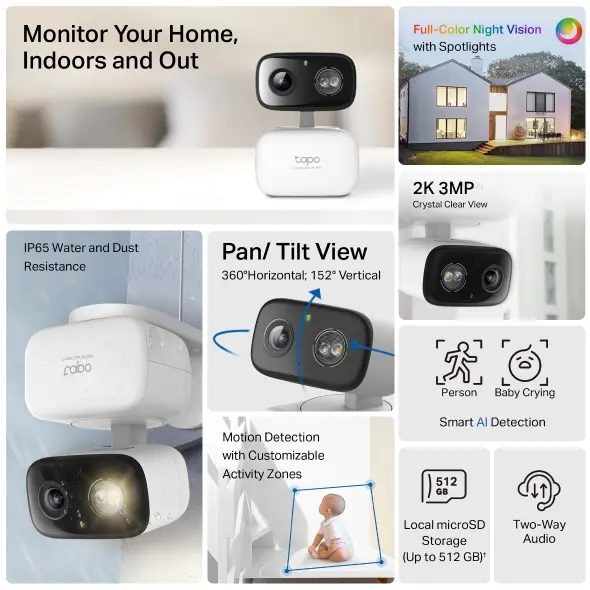 Monitor Your Home,
Indoors and Out
tapo
Full-Color Night Vision
with Spotlights
2K 3MP
Crystal Clear View
IP65 Water and Dust
Resistance
tapo
Pan/ Tilt View
360°Horizontal; 152° Vertical
Motion Detection
with Customizable
Activity Zones
Person
Baby Crying
Smart AI Detection
512
GB
Local microSD
Storage
(Up to 512 GB)†
Two-Way
Audio